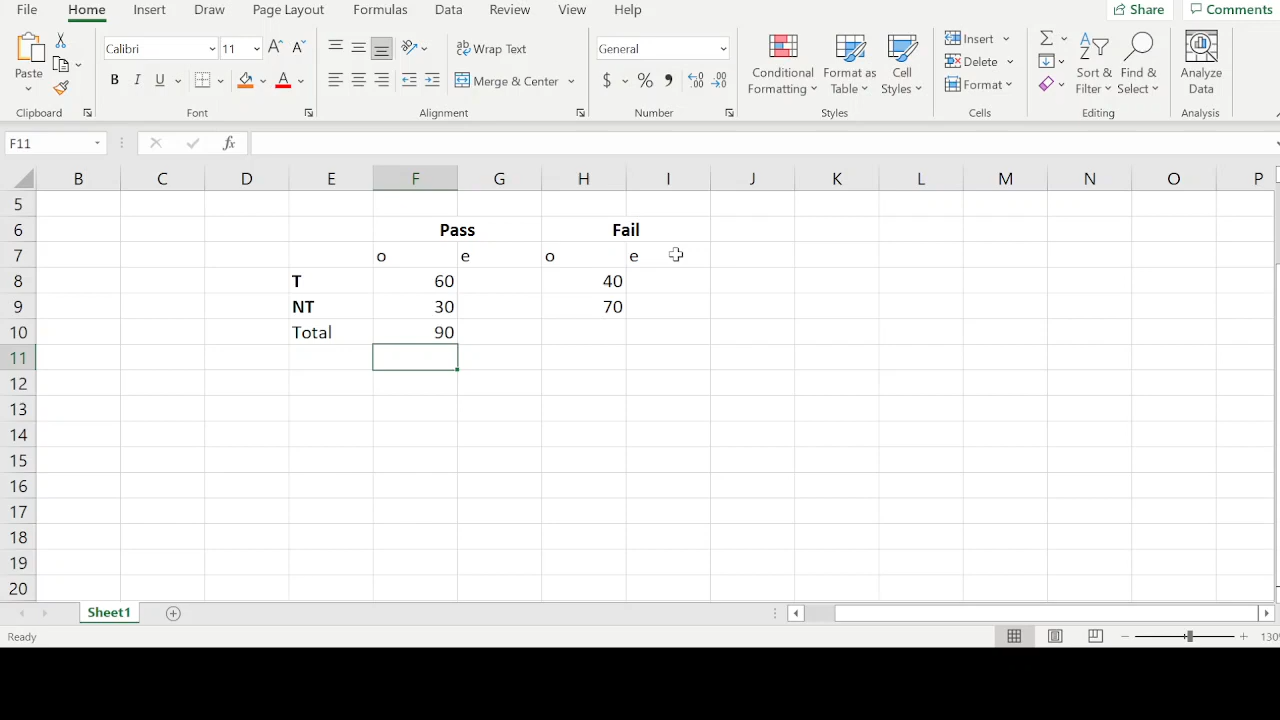 File Home Insert Draw Page Layout Formulas Data Review View Help Share Comments
Calibri 11 Wrap Text General Insert
Paste Conditional Format as Cell Delete Sort & Find & Analyze
B I U A Merge & Center $ % Formatting Table Styles Format Filter Select Data
Clipboard Font Alignment Number Styles Cells Editing Analysis
F11 fx
B C D E F G H I J K L M N O P
5
6 Pass Fail
7 o e o e
8 T 60 40
9 NT 30 70
10 Total 90
11
12
13
14
15
16
17
18
19
20
Sheet1
Ready 130